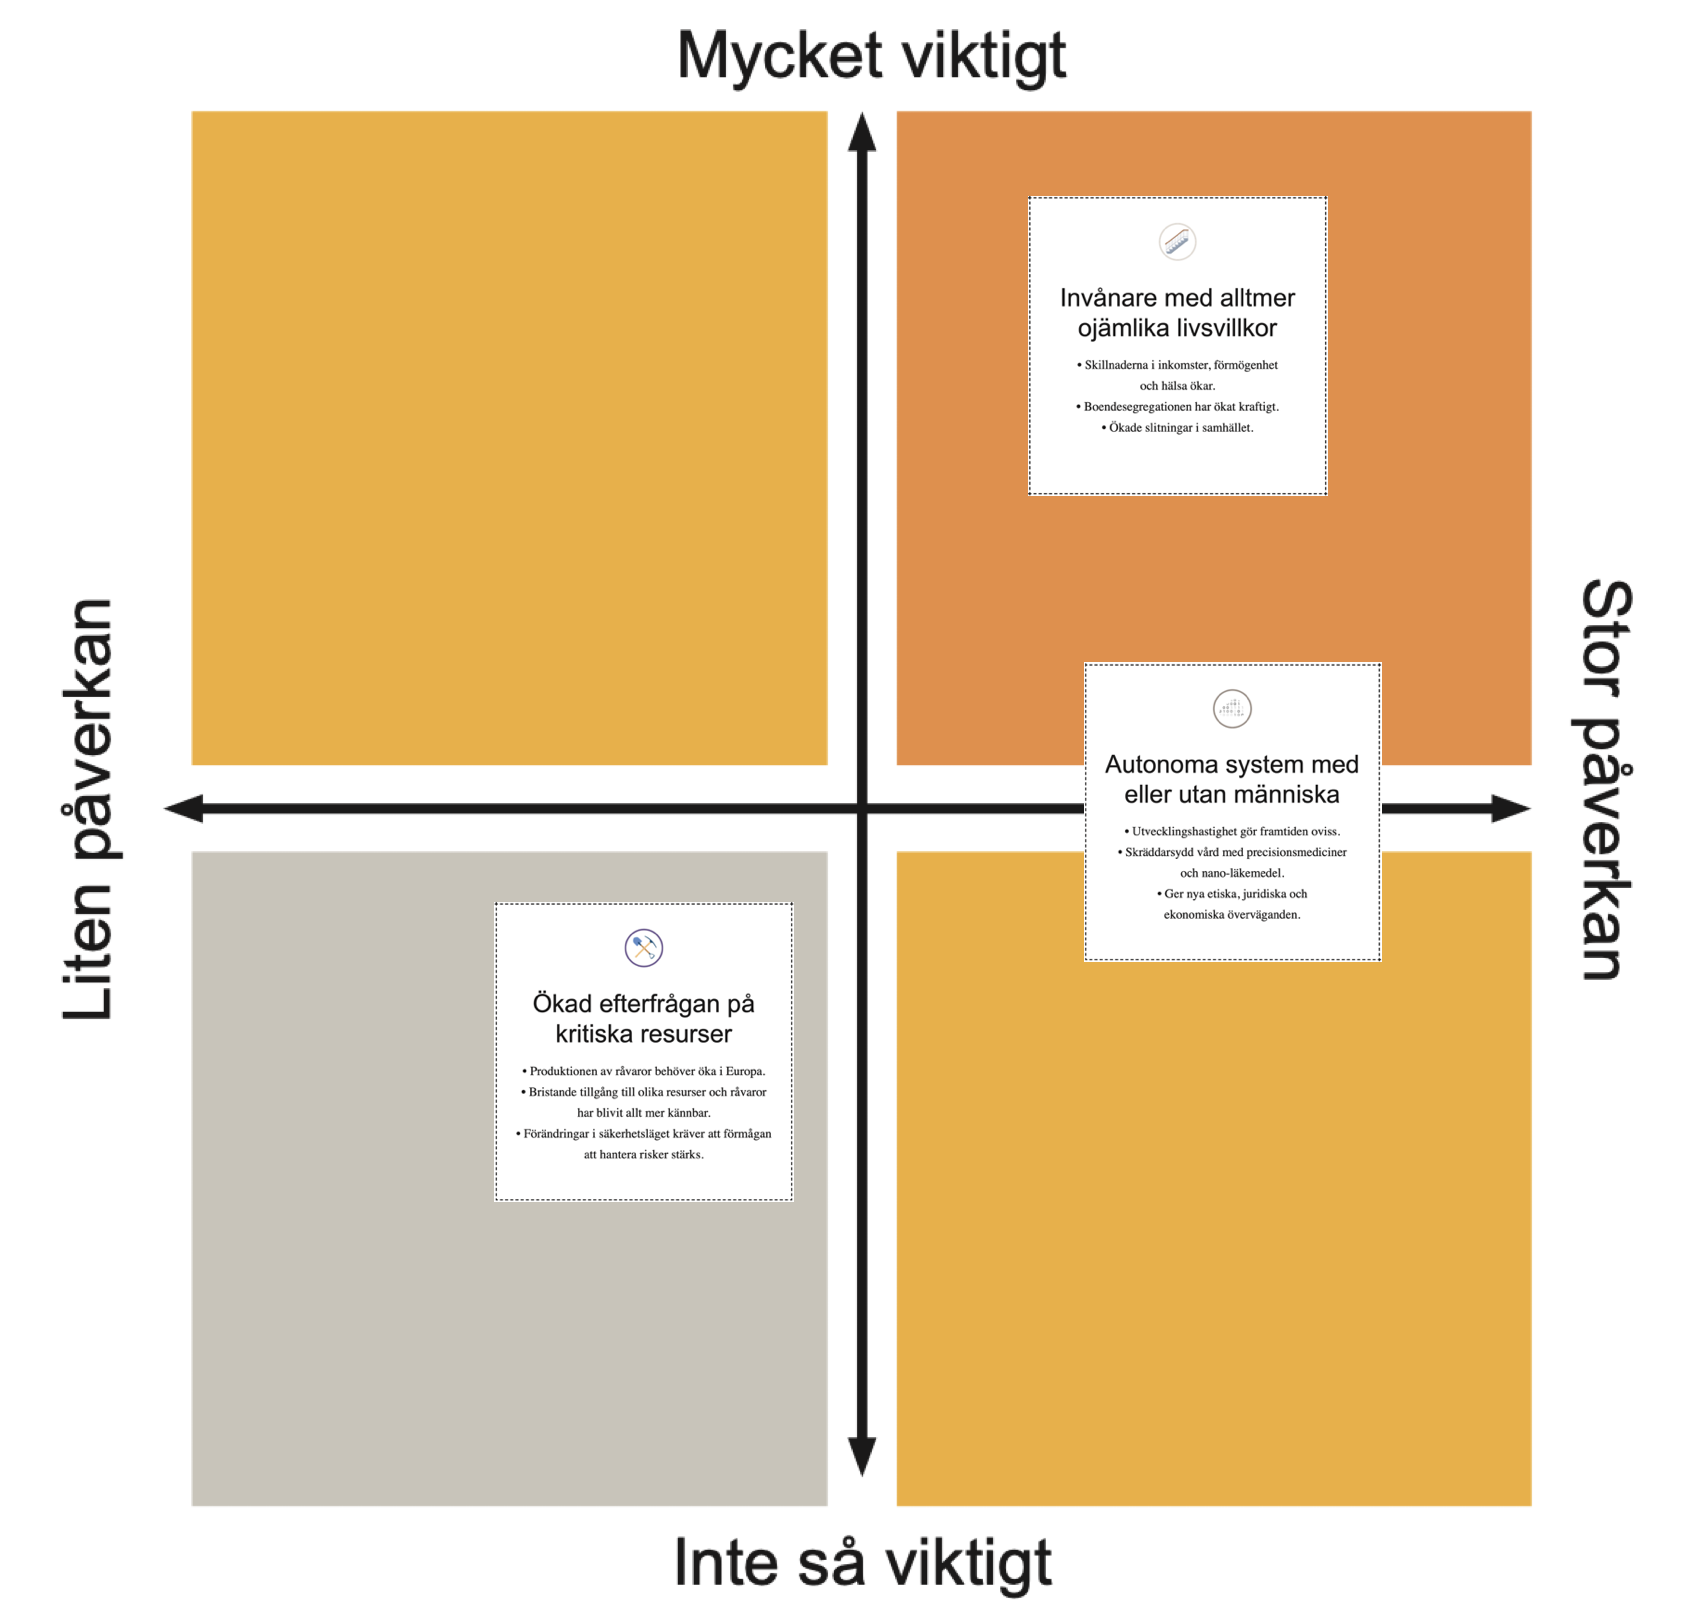 Mycket viktigt
Invånare med alltmer
ojämlika livsvillkor
• Skillnaderna i inkomster, förmögenhet
och hälsa ökar.
• Boendesegregationen har ökat kraftigt.
• Ökade slitningar i samhället.
Liten påverkan
Stor påverkan
Autonoma system med
eller utan människa
• Utvecklingshastighet gör framtiden oviss.
• Skräddarsydd vård med precisionsmediciner
och nano-läkemedel.
• Ger nya etiska, juridiska och
ekonomiska överväganden.
Ökad efterfrågan på
kritiska resurser
• Produktionen av råvaror behöver öka i Europa.
• Bristande tillgång till olika resurser och råvaror
har blivit allt mer kännbar.
• Förändringar i säkerhetsläget kräver att förmågan
att hantera risker stärks.
Inte så viktigt